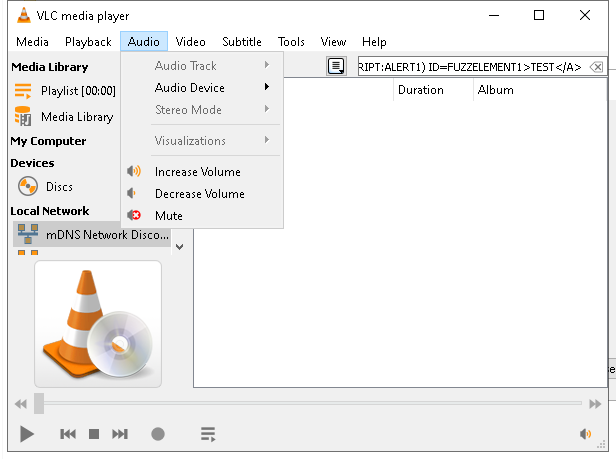 VLC media player
Media Playback Audio Video Subtitle Tools View Help
Media Library
Playlist [00:00]
Media Library
My Computer
Devices
Discs
Local Network
mDNS Network Disco...
Audio Track
Audio Device
Stereo Mode
Visualizations
Increase Volume
Decrease Volume
Mute
RIPT:ALERT1) ID=FUZZELEMENT1>TEST</A>
Duration Album